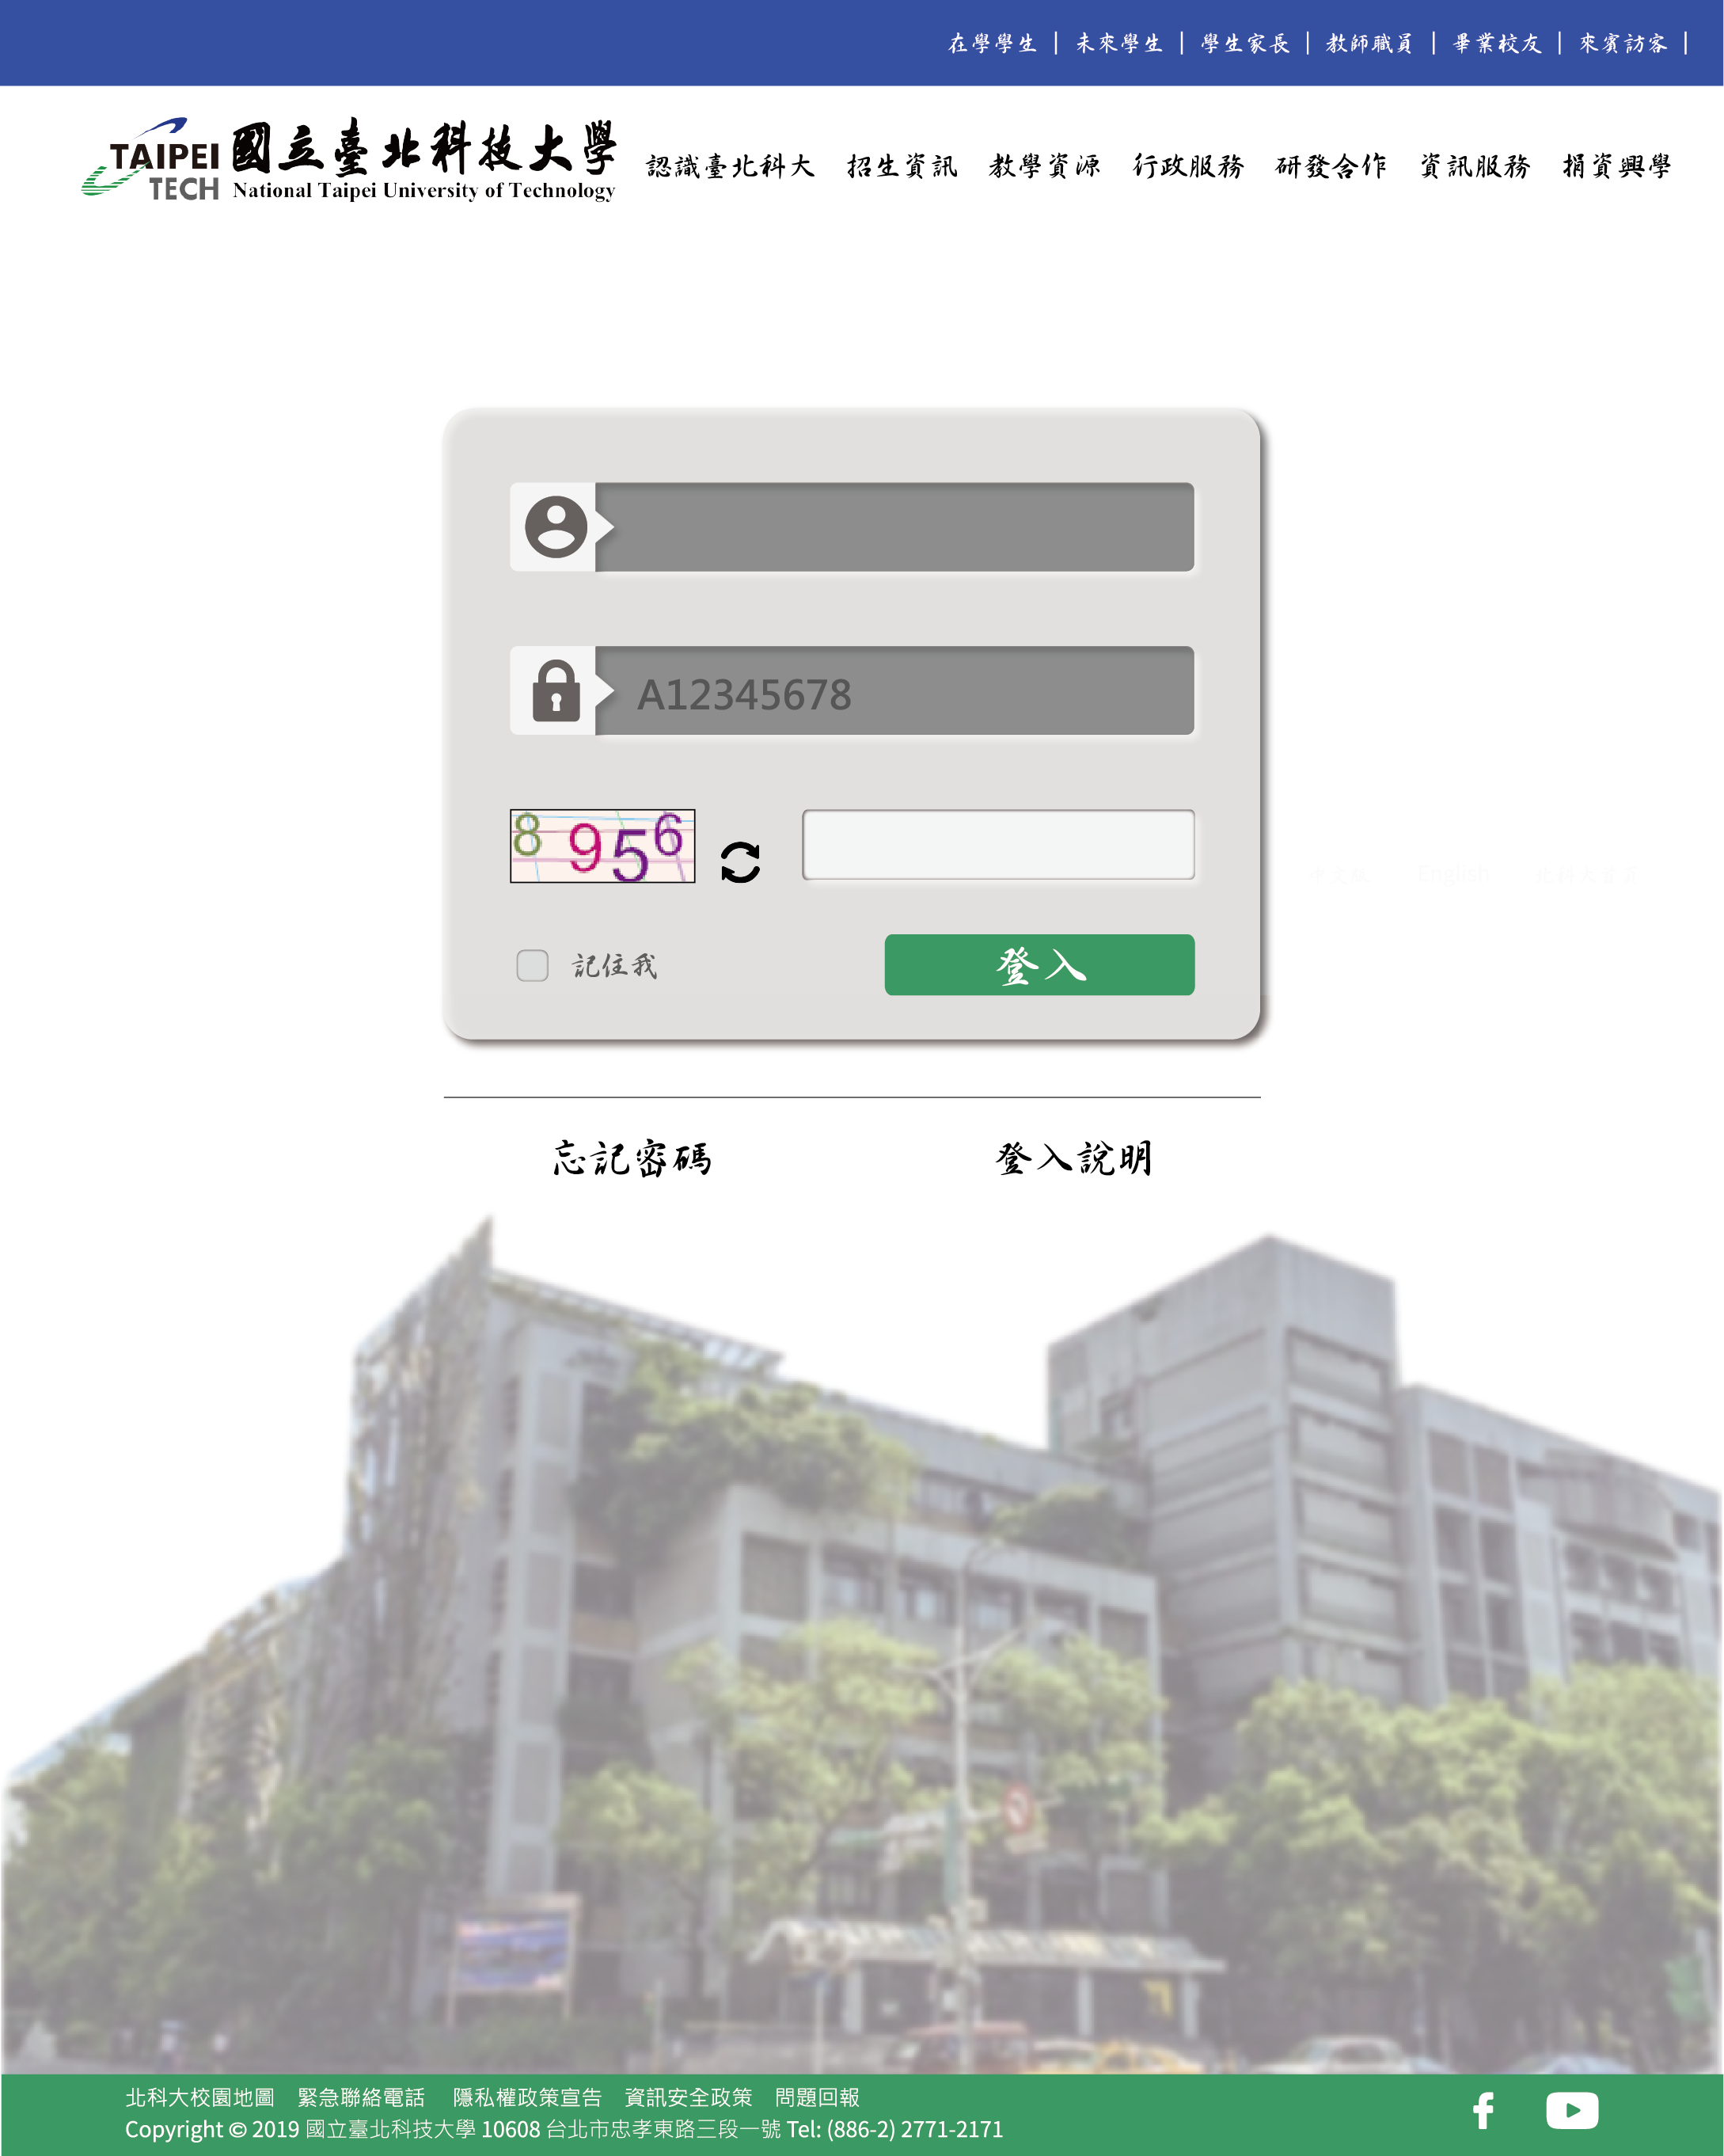 在學學生 | 未來學生 | 學生家長 | 教師職員 | 畢業校友 | 來賓訪客 |
TAIPEI TECH
國立臺北科技大學
National Taipei University of Technology
認識臺北科大 招生資訊 教學資源 行政服務 研發合作 資訊服務 捐資興學
A12345678
8956
English
記住我
登入
忘記密碼 登入說明
北科大校園地圖 緊急聯絡電話 隱私權政策宣告 資訊安全政策 問題回報
Copyright © 2019 國立臺北科技大學 10608 台北市忠孝東路三段一號 Tel: (886-2) 2771-2171